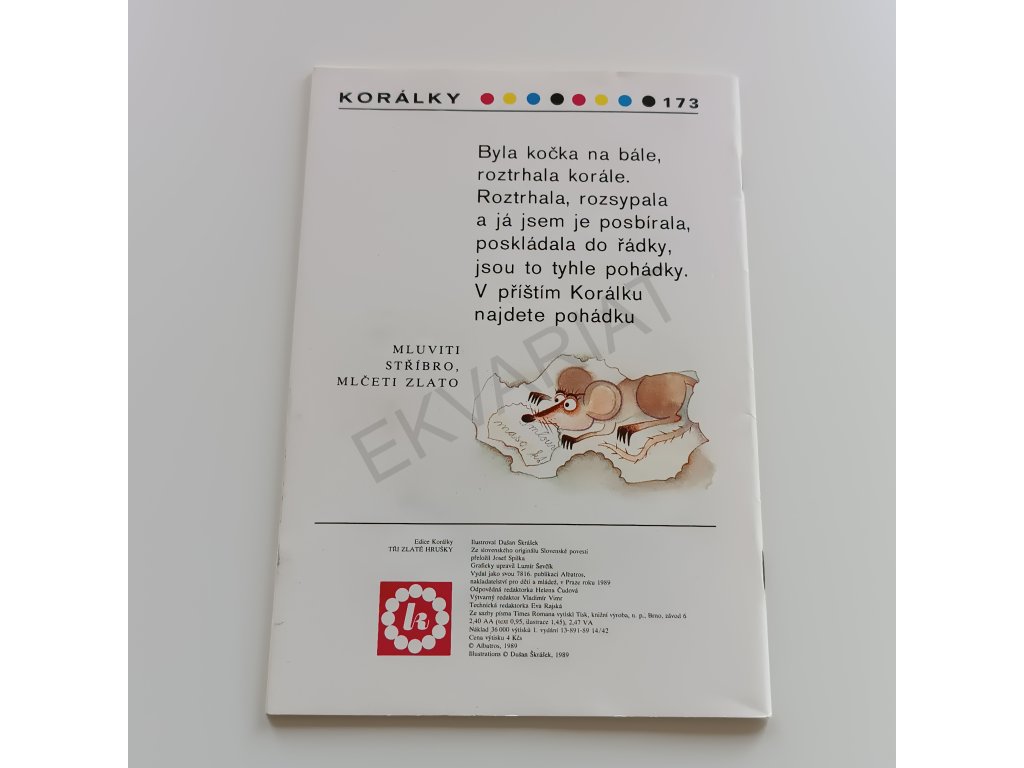 KORÁLKY 173
Byla kočka na bále,
roztrhala korále.
Roztrhala, rozsypala
a já jsem je posbírala,
poskládala do řádky,
jsou to tyhle pohádky.
V příštím Korálku
najdete pohádku
MLUVITI
STŘÍBRO,
MLČETI ZLATO
EKVARIAT
Edice Korálky
TŘI ZLATÉ HRUŠKY
Ilustroval Dušan Škrášek
Ze slovenského originálu Slovenské povesti
přeložil Josef Spilka
Graficky upravil Lumír Ševčík
Vydal jako svou 7816. publikaci Albatros,
nakladatelství pro děti a mládež, v Praze roku 1989
Odpovědná redaktorka Helena Čudová
Výtvarný redaktor Vladimír Vimr
Technická redaktorka Eva Rajská
Ze sazby písma Times Romana vytiskl Tisk, knižní výroba, n. p., Brno, závod 6
2,40 AA (text 0,95, ilustrace 1,45), 2,47 VA
Náklad 36 000 výtisků 1. vydání 13-891-89 14/42
Cena výtisku 4 Kčs
© Albatros, 1989
Illustrations © Dušan Škrášek, 1989
k